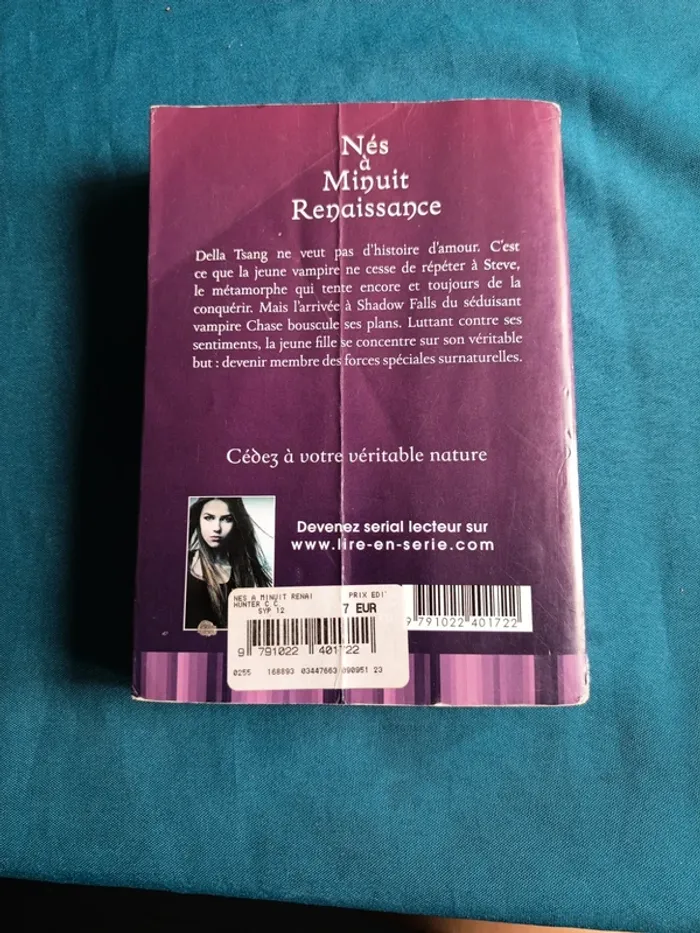 Nés
à
Minuit
Renaissance
Della Tsang ne veut pas d'histoire d'amour. C'est
ce que la jeune vampire ne cesse de répéter à Steve,
le métamorphe qui tente encore et toujours de la
conquérir. Mais l'arrivée à Shadow Falls du séduisant
vampire Chase bouscule ses plans. Luttant contre ses
sentiments, la jeune fille se concentre sur son véritable
but : devenir membre des forces spéciales surnaturelles.
Cédez à votre véritable nature
Devenez serial lecteur sur
www.lire-en-serie.com
NES A MINUIT RENAI PRIX EDI
HUNTER C C
SYP 12 7 EUR
9 791022 401722
0255 168893 03447663 090951 23
9 791022 401722